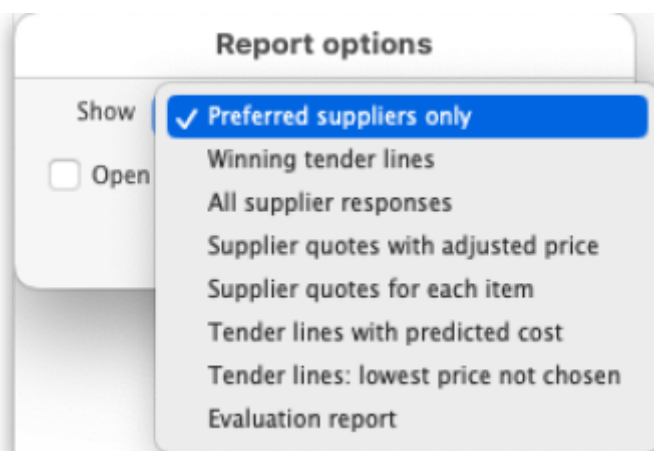 Report options
Show
✓ Preferred suppliers only
Winning tender lines
Open
All supplier responses
Supplier quotes with adjusted price
Supplier quotes for each item
Tender lines with predicted cost
Tender lines: lowest price not chosen
Evaluation report